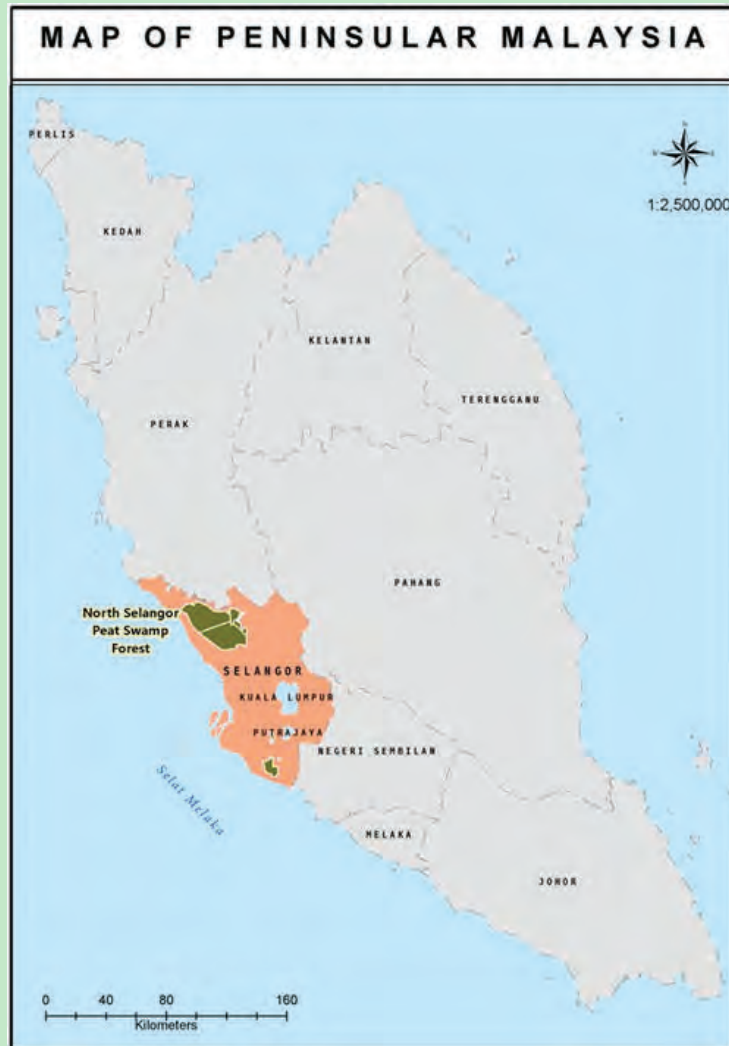 MAP OF PENINSULAR MALAYSIA
PERLIS
N
1:2,500,000
KEDAH
KELANTAN
TERENGGANU
PERAK
PAHANG
North Selangor
Peat Swamp
Forest
SELANGOR
KUALA LUMPUR
PUTRAJAYA
NEGERI SEMBILAN
Selat Melaka
MELAKA
JOHOR
0 40 80 160
Kilometers